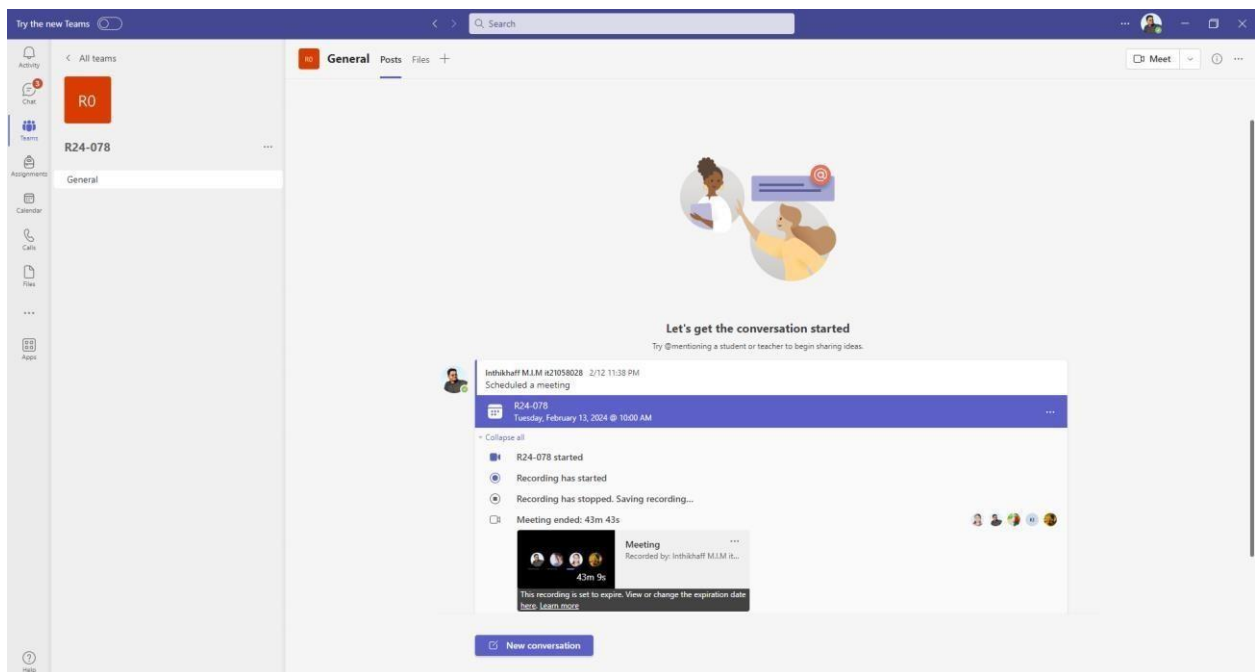 Try the new Teams
Search
Activity
3
Chat
Teams
Assignments
Calendar
Calls
Files
Apps
Help
All teams
R0
R24-078
General
R0
General Posts Files
Meet
@
Let's get the conversation started
Try @mentioning a student or teacher to begin sharing ideas.
Inthikhaff M.I.M it21058028 2/12 11:38 PM
Scheduled a meeting
R24-078
Tuesday, February 13, 2024 @ 10:00 AM
Collapse all
R24-078 started
Recording has started
Recording has stopped. Saving recording...
Meeting ended: 43m 43s
Meeting
Recorded by: Inthikhaff M.I.M it...
43m 9s
This recording is set to expire. View or change the expiration date
here. Learn more
New conversation